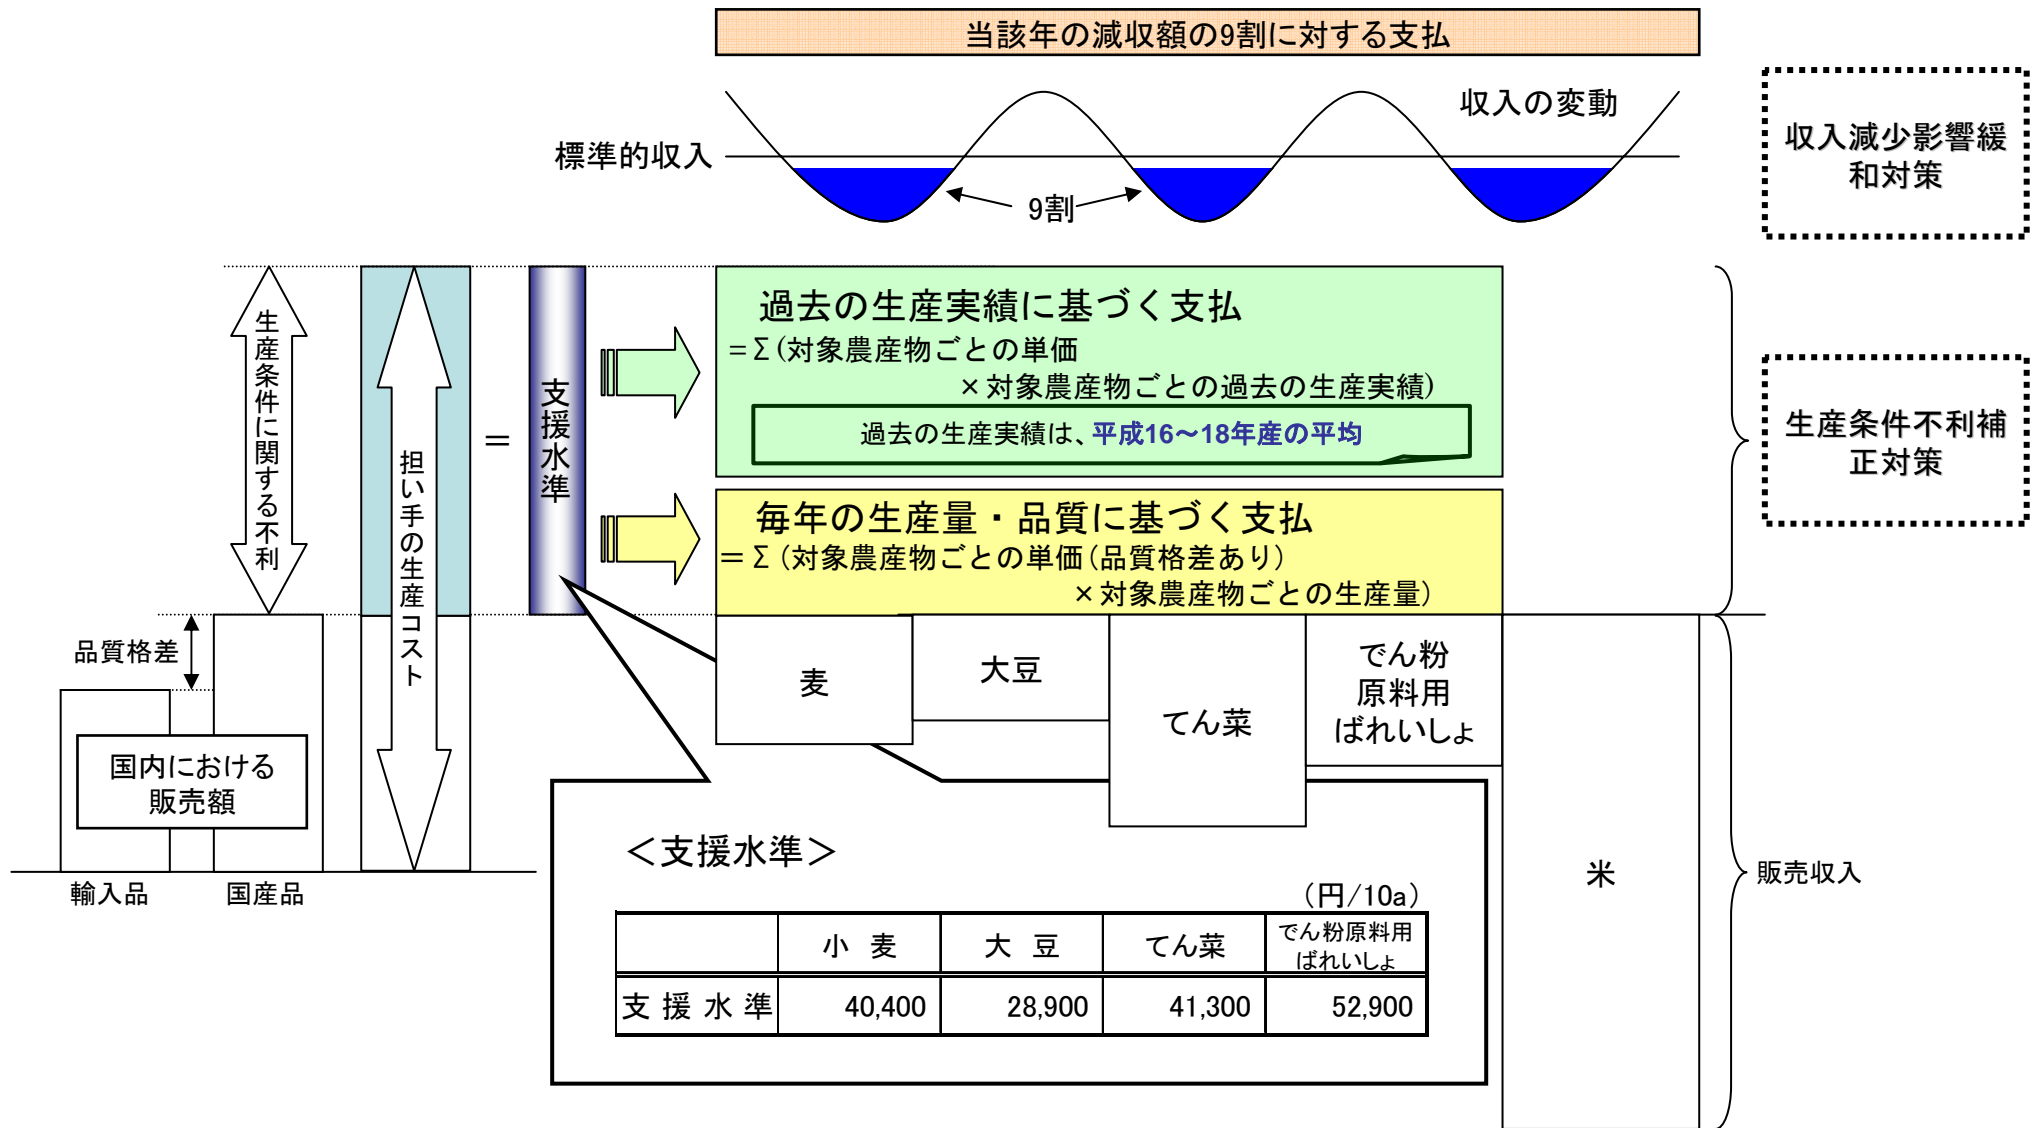 当該年の減収額の9割に対する支払
収入の変動
標準的収入
9割
収入減少影響緩
和対策
生産条件に関する不利
担い手の生産コスト
=
支援水準
過去の生産実績に基づく支払
=Σ(対象農産物ごとの単価
×対象農産物ごとの過去の生産実績)
過去の生産実績は、平成16～18年産の平均
毎年の生産量・品質に基づく支払
=Σ(対象農産物ごとの単価(品質格差あり)
×対象農産物ごとの生産量)
生産条件不利補
正対策
品質格差
国内における
販売額
輸入品
国産品
麦
大豆
てん菜
でん粉
原料用
ばれいしょ
米
販売収入
＜支援水準＞
(円/10a)
小 麦
大 豆
てん菜
でん粉原料用
ばれいしょ
支 援 水 準 40,400 28,900 41,300 52,900